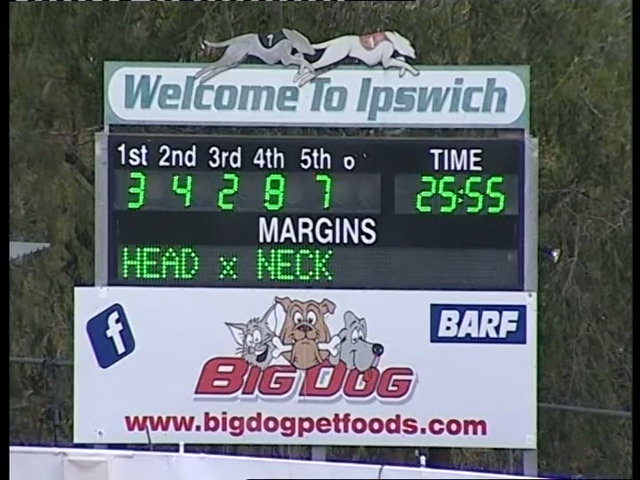 Welcome To Ipswich
1st 2nd 3rd 4th 5th TIME
3 4 2 8 7 25:55
MARGINS
HEAD x NECK
f BARF
BIG DOG
www.bigdogpetfoods.com